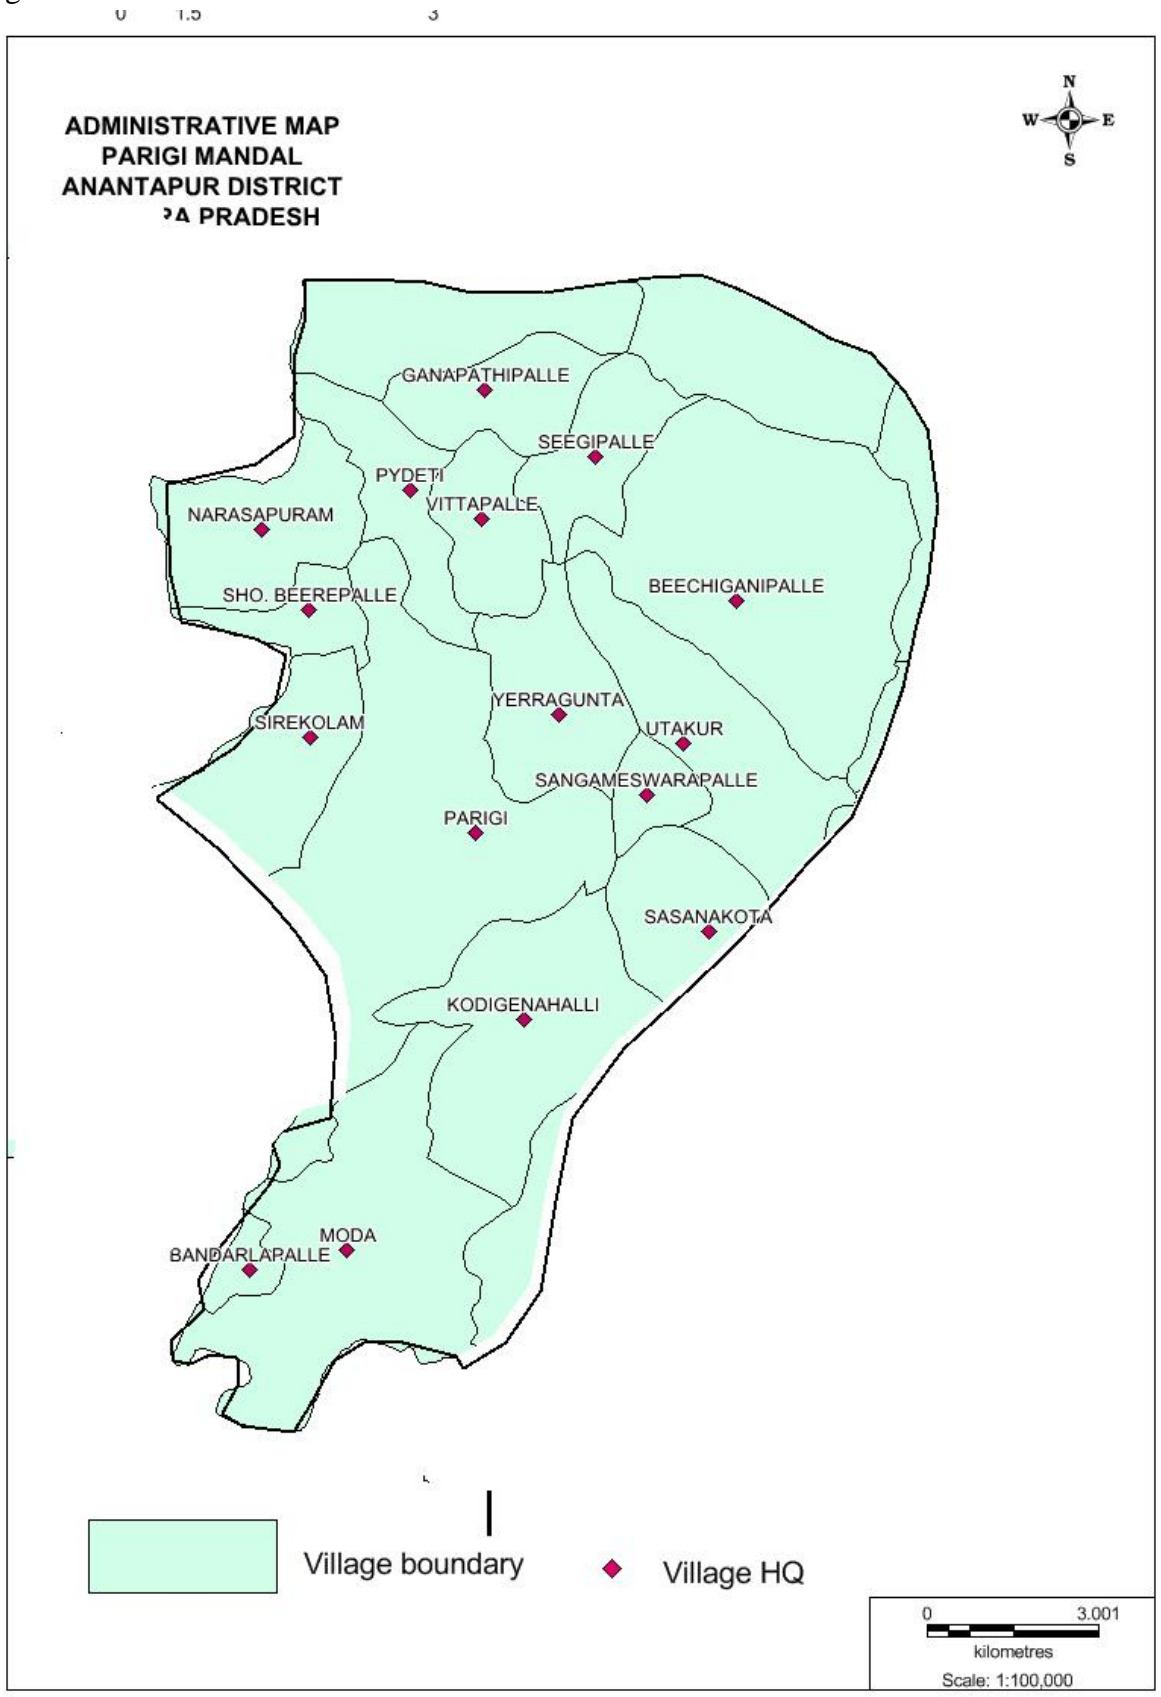 0 1.5 3
N
W E
S
ADMINISTRATIVE MAP
PARIGI MANDAL
ANANTAPUR DISTRICT
PRADESH
GANAPATHIPALLE
SEEGIPALLE
PYDETI
VITTAPALLE
NARASAPURAM
BEECHIGANIPALLE
SHO. BEEREPALLE
YERRAGUNTA
SIREKOLAM
UTAKUR
SANGAMESWARAPALLE
PARIGI
SASANAKOTA
KODIGENAHALLI
MODA
BANDARLAPALLE
Village boundary
Village HQ
0 3.001
kilometres
Scale: 1:100,000